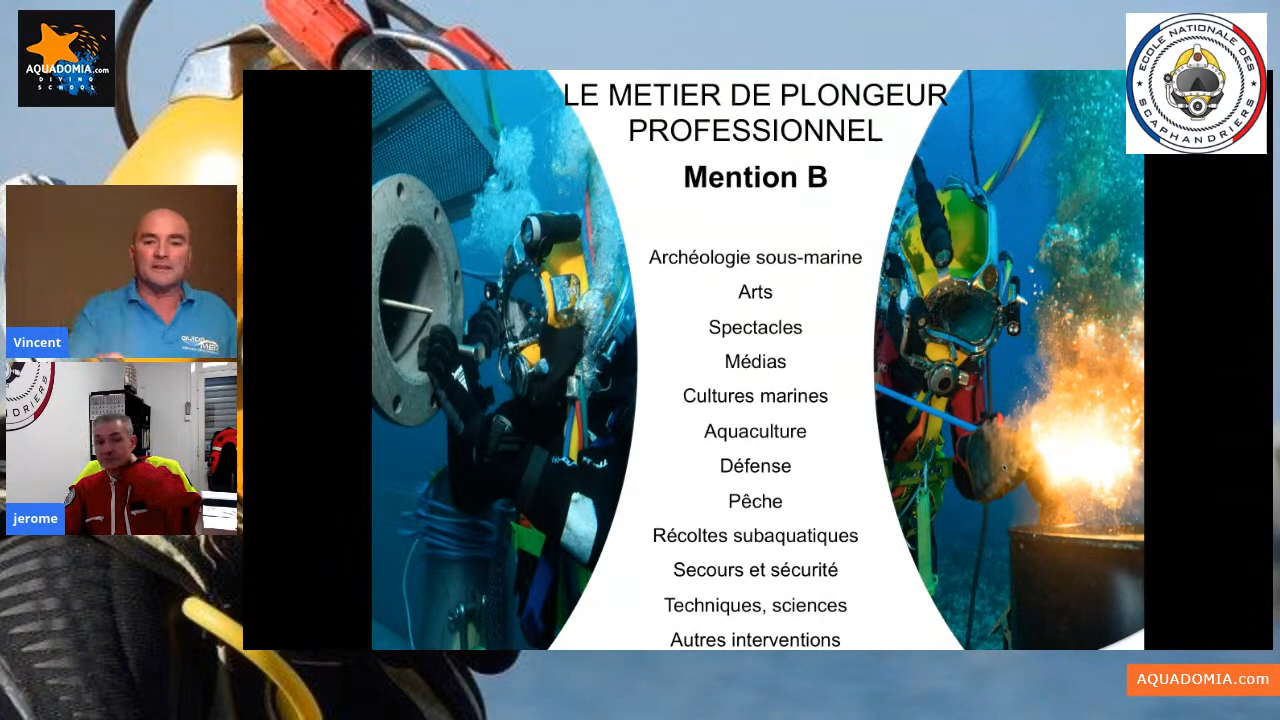 AQUADOMIA.com
DIVING
SCHOOL
ECOLE NATIONALE DES
SCAPHANDRIERS
LE METIER DE PLONGEUR
PROFESSIONNEL
Mention B
Archéologie sous-marine
Arts
Spectacles
Médias
Cultures marines
Aquaculture
Défense
Pêche
Récoltes subaquatiques
Secours et sécurité
Techniques, sciences
Autres interventions
Vincent
jerome
AQUADOMIA.com